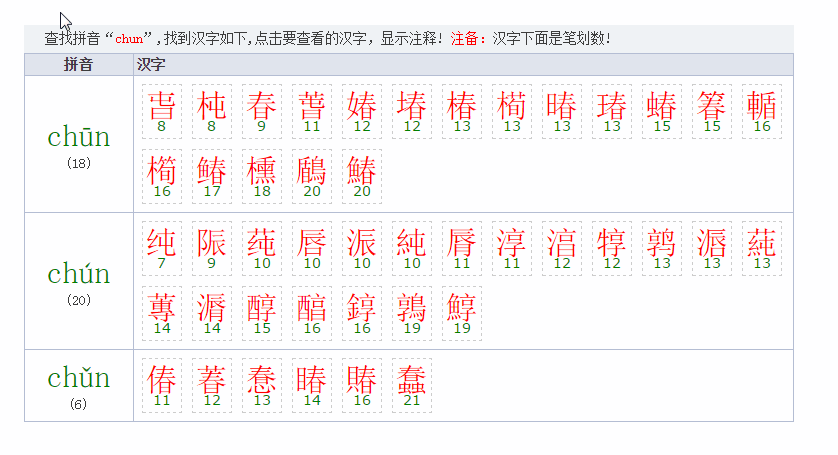 查找拼音“chun”,找到汉字如下,点击要查看的汉字，显示注释！注备：汉字下面是笔划数！
拼音 汉字
chūn
(18)
旾 杶 春 萅 媋 堾 椿 槆 瑃 蝽 箺 輴
8 8 9 11 12 12 13 13 13 13 15 15 16
櫄 鰆 鶞 鰆
16 17 18 20 20
chún
(20)
纯 陙 莼 唇 浱 純 脣 淳 湻 犉 鹑 滣 蒓
7 9 10 10 10 10 11 11 12 12 13 13 13
蓴 漘 醇 醕 錞 鶉 鯙
14 14 15 16 16 19 19
chǔn
(6)
偆 萶 惷 睶 賰 蠢
11 12 13 14 16 21